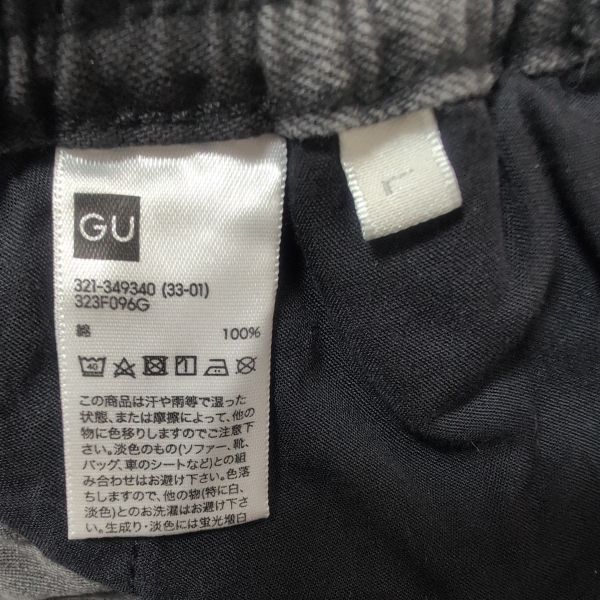 GU
L
321-349340 (33-01)
323F096G
綿 100%
40
この商品は汗や雨等で湿った
状態、または摩擦によって、他の
物に色移りしますのでご注意下
さい。淡色のもの(ソファー、靴、
バッグ、車のシートなど)との組
み合わせはお避け下さい。色落
ちしますので、他の物(特に白、
淡色)とのお洗濯はお避け下さ
い。生成り・淡色には蛍光増白